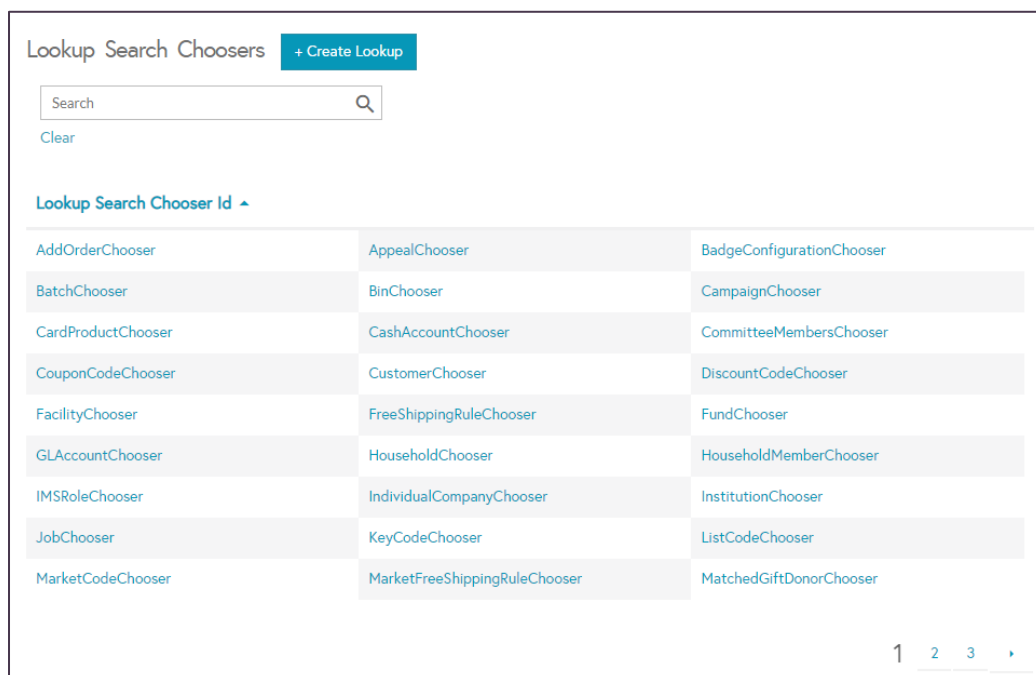 Lookup Search Choosers + Create Lookup
Search
Clear
Lookup Search Chooser Id
AddOrderChooser AppealChooser BadgeConfigurationChooser
BatchChooser BinChooser CampaignChooser
CardProductChooser CashAccountChooser CommitteeMembersChooser
CouponCodeChooser CustomerChooser DiscountCodeChooser
FacilityChooser FreeShippingRuleChooser FundChooser
GLAccountChooser HouseholdChooser HouseholdMemberChooser
IMSRoleChooser IndividualCompanyChooser InstitutionChooser
JobChooser KeyCodeChooser ListCodeChooser
MarketCodeChooser MarketFreeShippingRuleChooser MatchedGiftDonorChooser
1 2 3